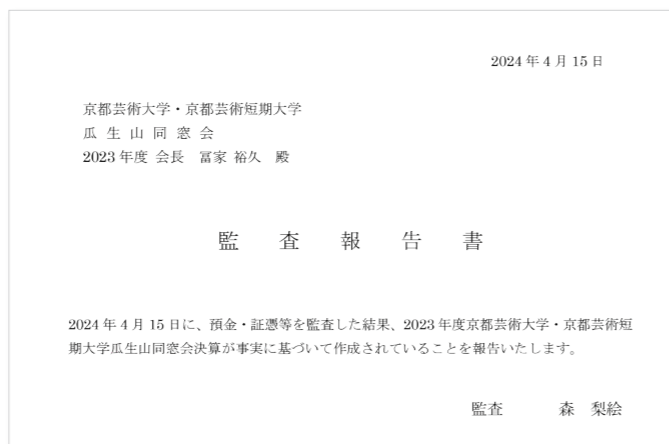 2024 年 4 月 15 日
京都芸術大学・京都芸術短期大学
瓜 生 山 同 窓 会
2023 年度 会長　冨家 裕久　殿
監　査　報　告　書
2024 年 4 月 15 日に、預金・証憑等を監査した結果、2023 年度京都芸術大学・京都芸術短
期大学瓜生山同窓会決算が事実に基づいて作成されていることを報告いたします。
監査　　　森　梨絵